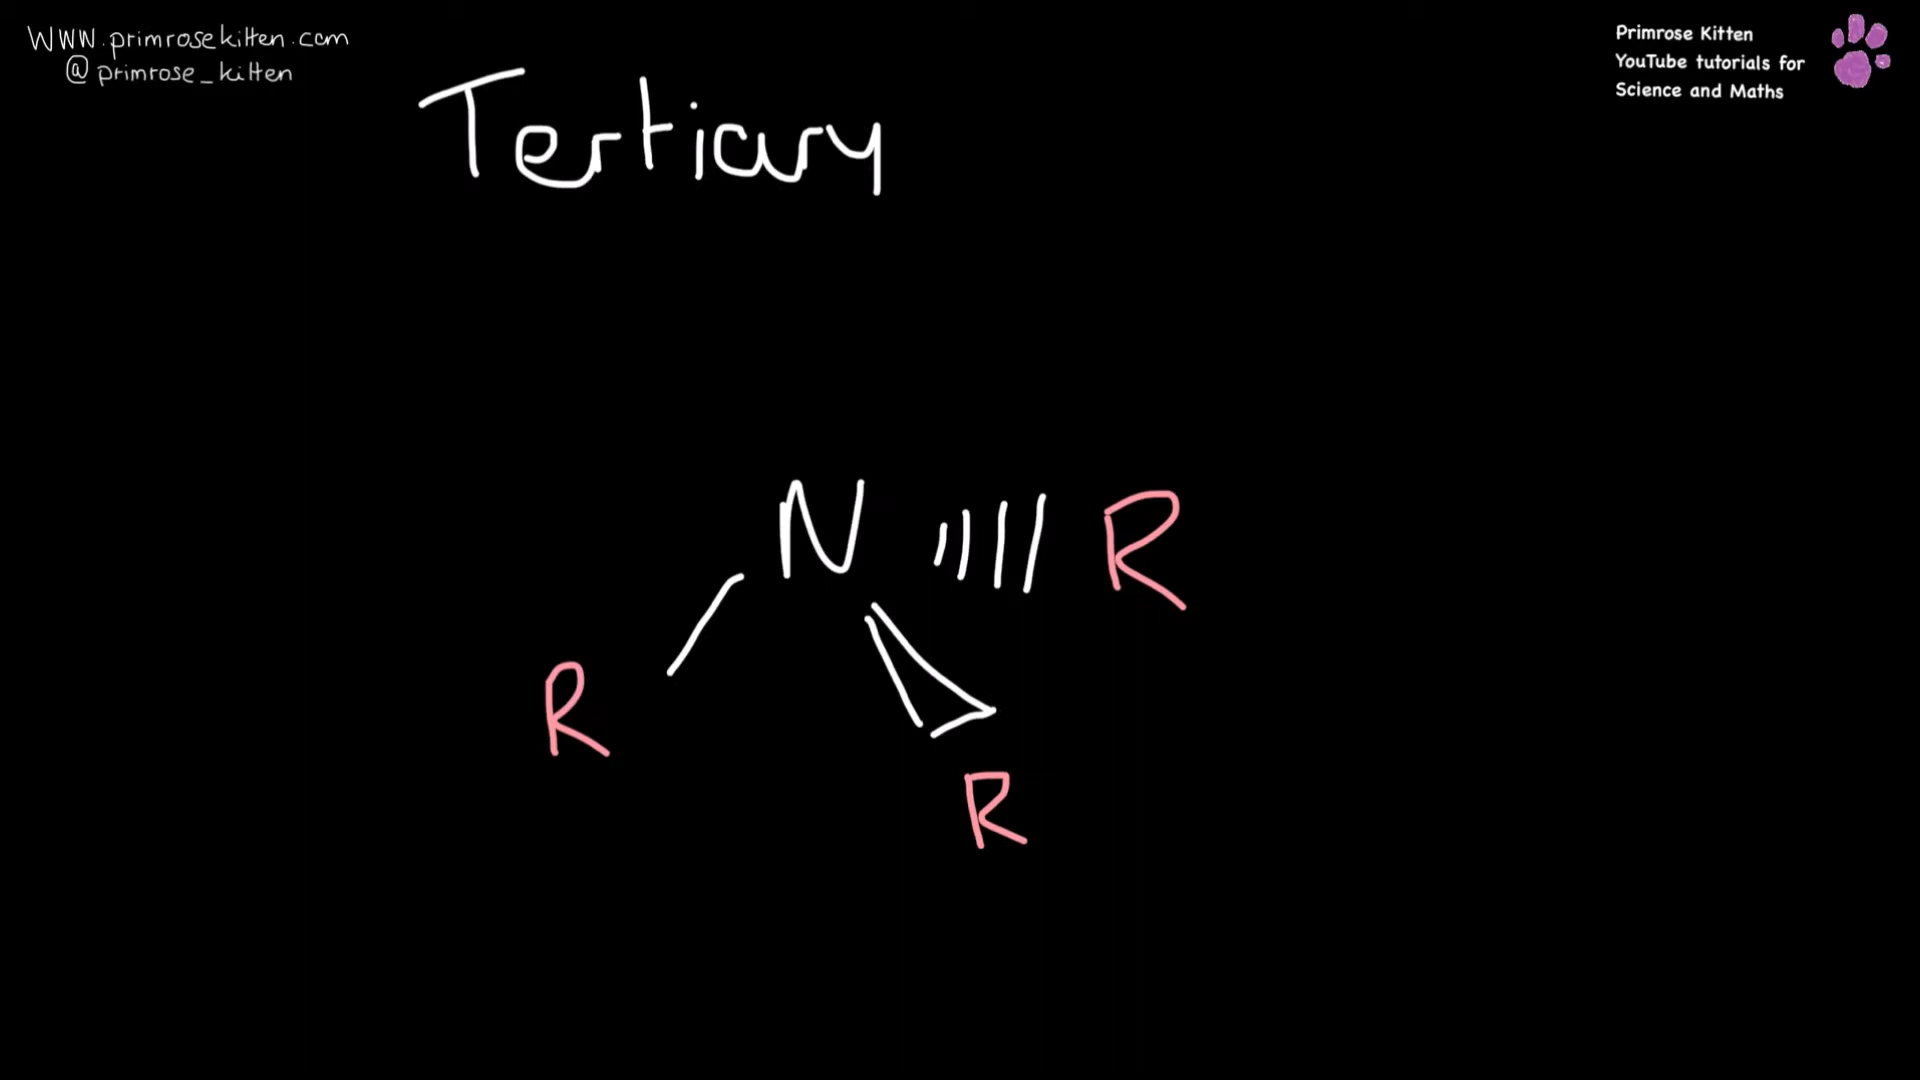 www.primrosekitten.com
@primrose_kitten
Primrose Kitten
YouTube tutorials for
Science and Maths
Tertiary
N R
R
R